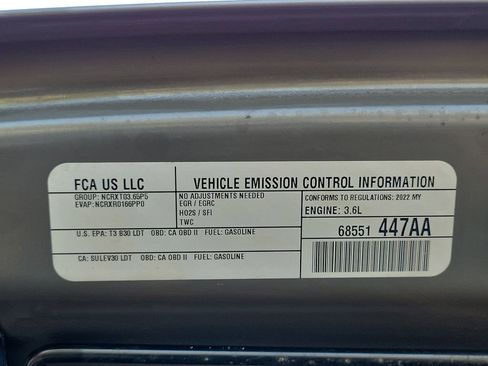 FCA US LLC
VEHICLE EMISSION CONTROL INFORMATION
GROUP: NCRXT03.65P5
EVAP: NCRXR0166PP0
NO ADJUSTMENTS NEEDED
EGR / EGRC
HO2S / SFI
TWC
CONFORMS TO REGULATIONS: 2022 MY
ENGINE: 3.6L
U.S. EPA: T3 B30 LDT OBD: CA OBD II FUEL: GASOLINE
CA: SULEV30 LDT OBD: CA OBD II FUEL: GASOLINE
68551 447AA